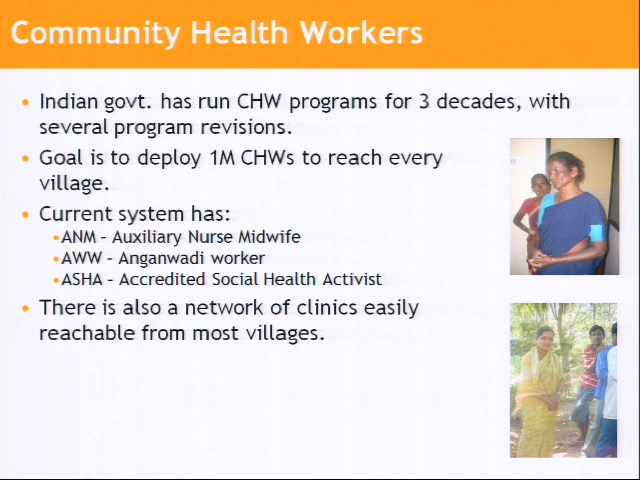 Community Health Workers
• Indian govt. has run CHW programs for 3 decades, with
several program revisions.
• Goal is to deploy 1M CHWs to reach every
village.
• Current system has:
•ANM – Auxiliary Nurse Midwife
•AWW – Anganwadi worker
•ASHA – Accredited Social Health Activist
• There is also a network of clinics easily
reachable from most villages.